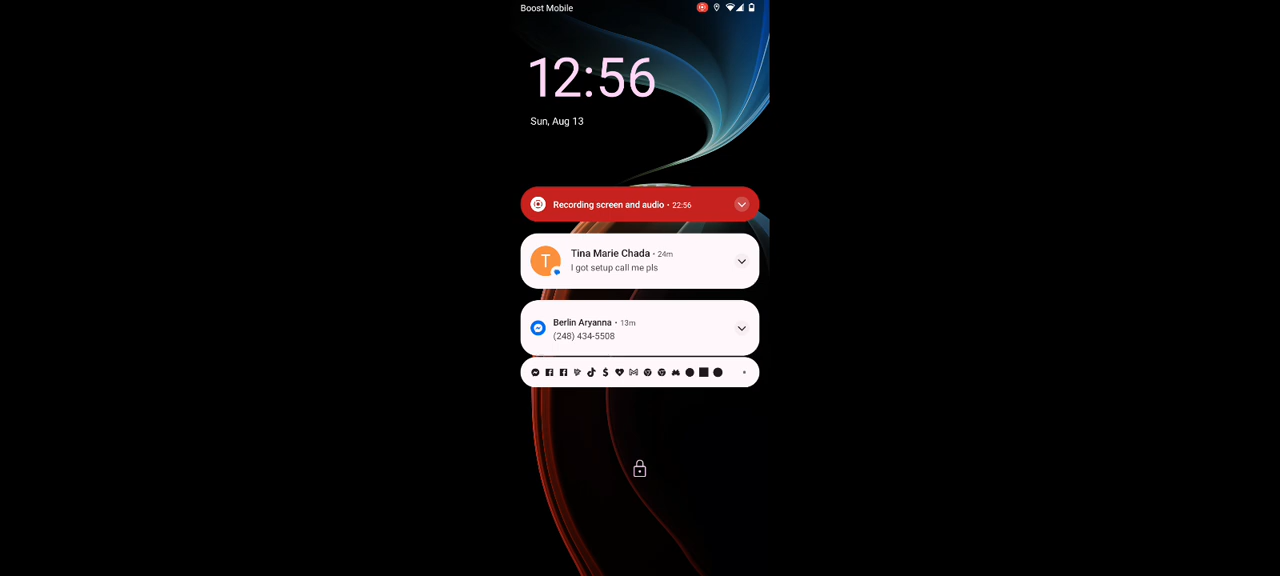 Boost Mobile
12:56
Sun, Aug 13
Recording screen and audio • 22:56
Tina Marie Chada • 24m
I got setup call me pls
Berlin Aryanna • 13m
(248) 434-5508